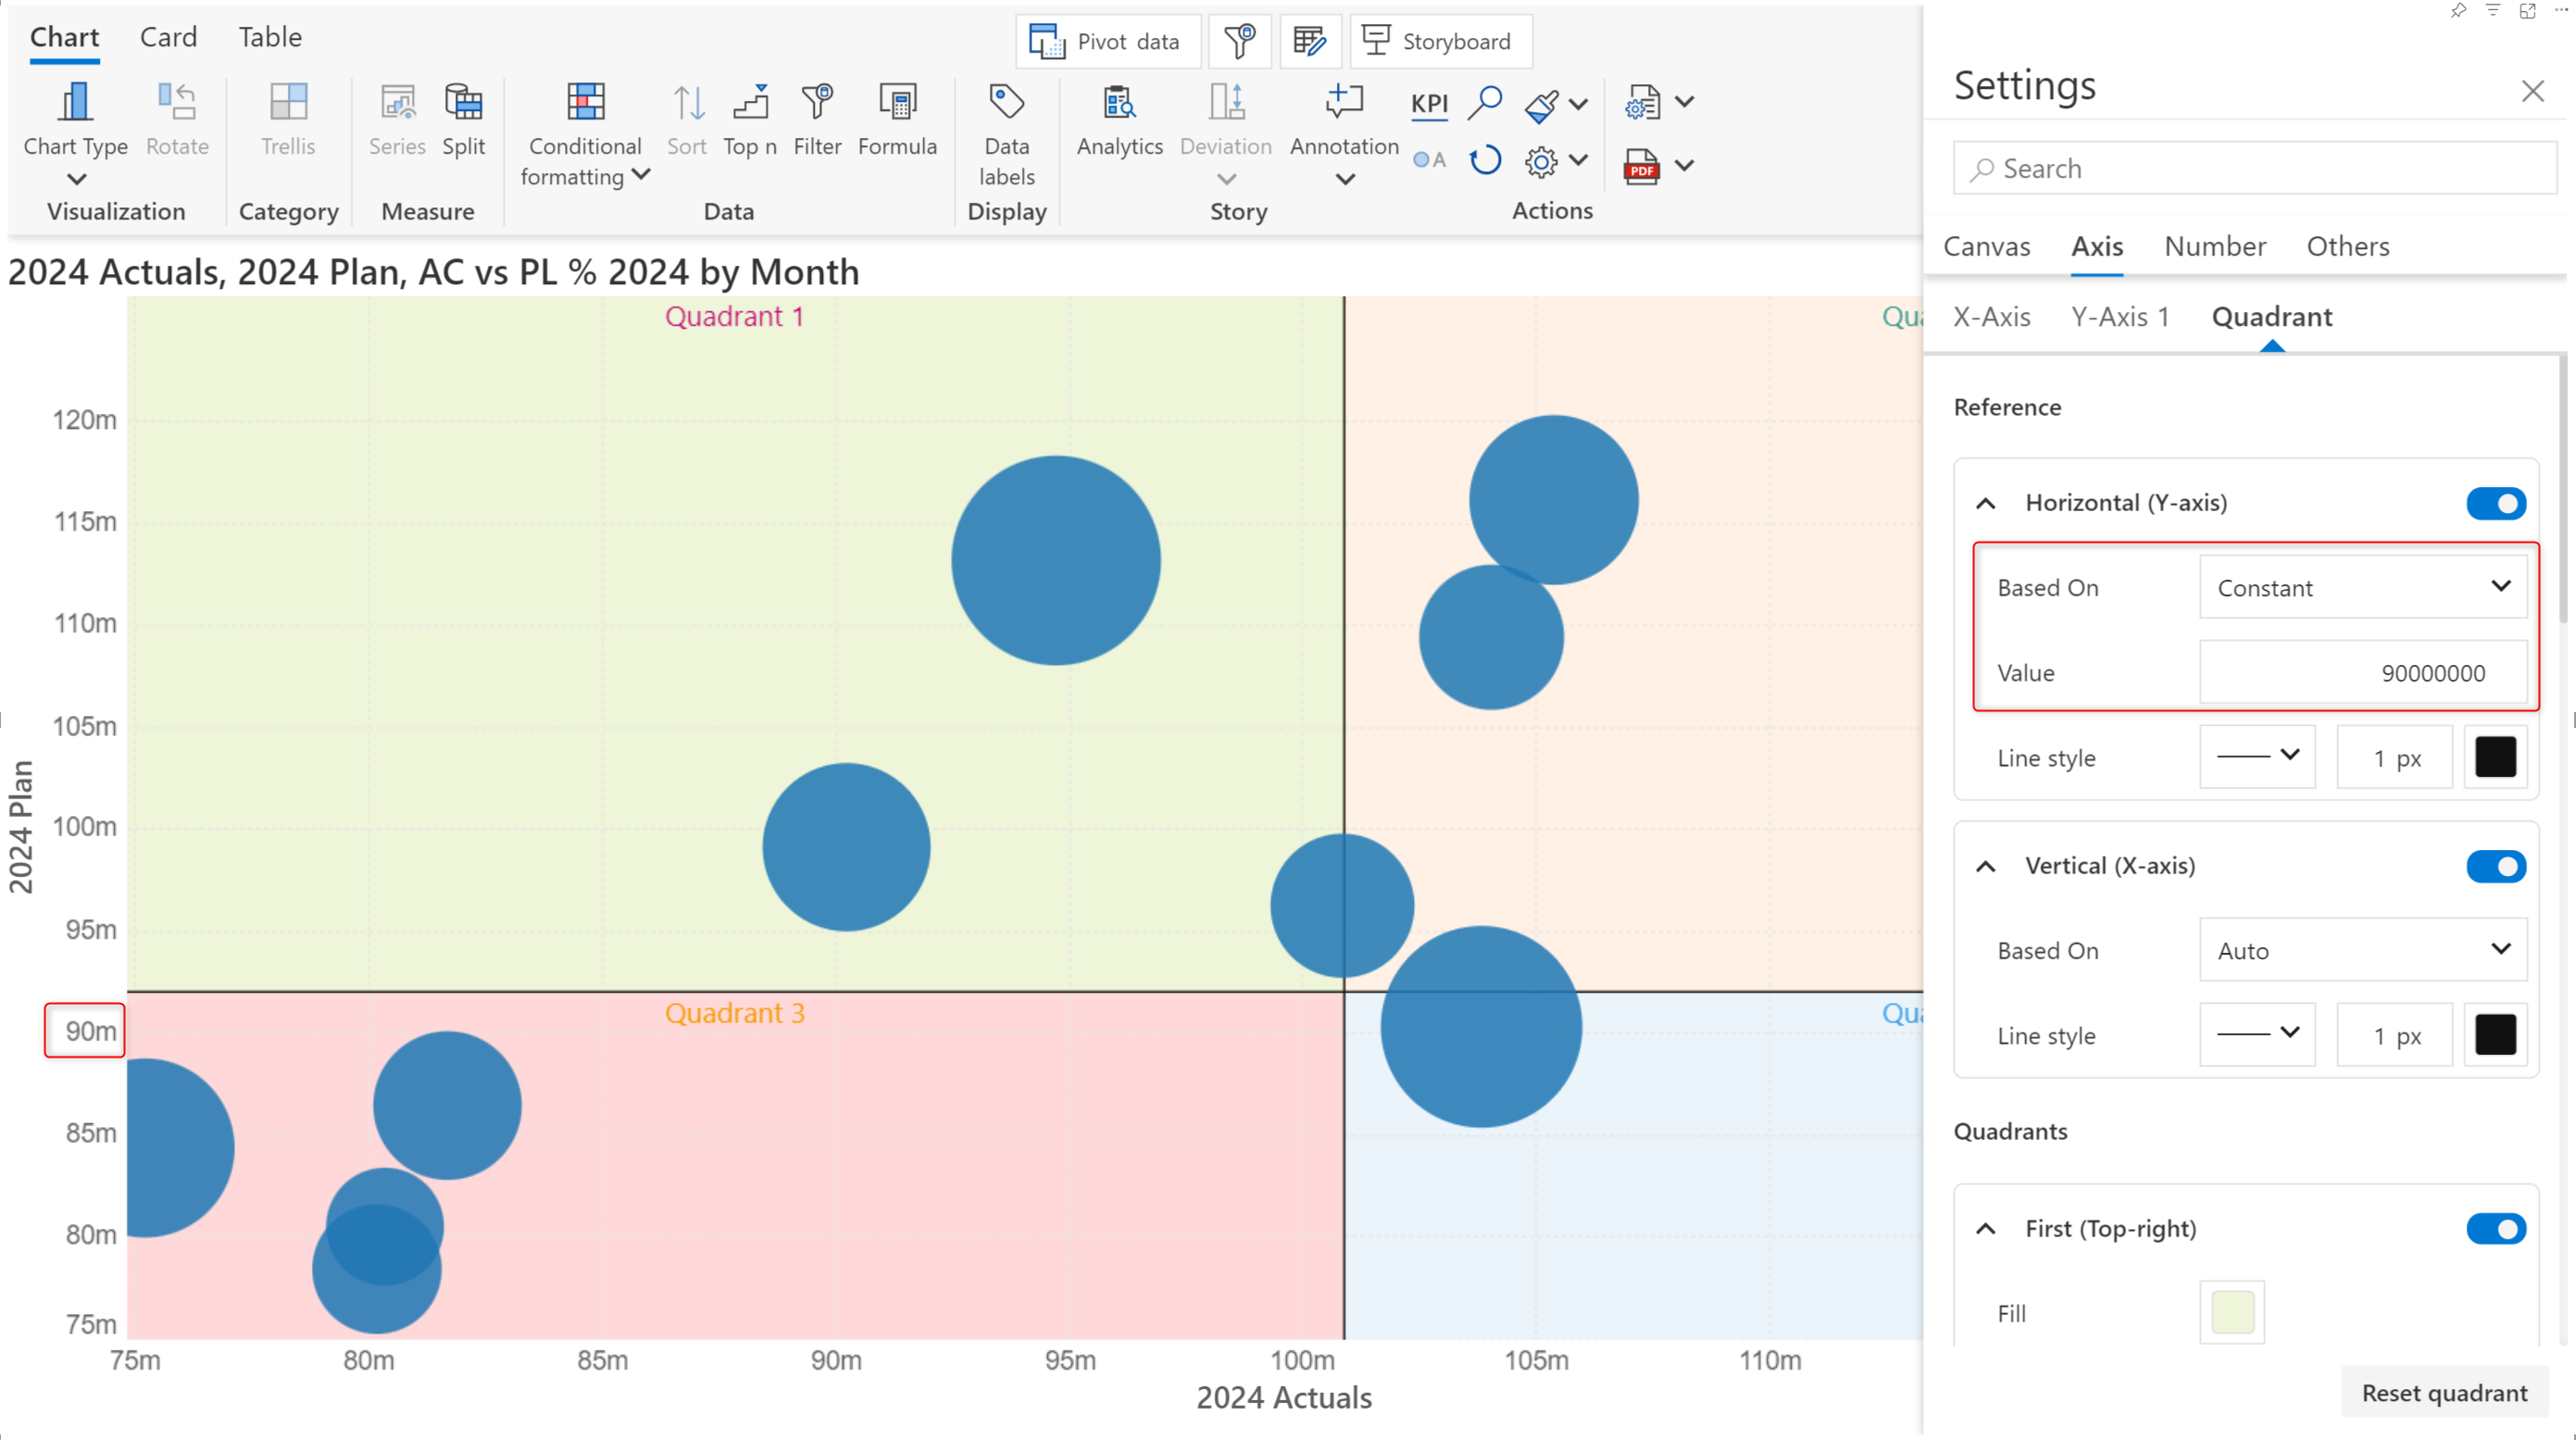 Chart Card Table
Pivot data
Storyboard
Chart Type
Rotate
Visualization
Trellis
Category
Series
Split
Measure
Conditional
formatting
Sort
Top n
Filter
Formula
Data
Data
labels
Display
Analytics
Deviation
Annotation
Story
KPI
A
PDF
Actions
2024 Actuals, 2024 Plan, AC vs PL % 2024 by Month
Quadrant 1
Qua
Quadrant 3
Qua
2024 Plan
120m
115m
110m
105m
100m
95m
90m
85m
80m
75m
75m 80m 85m 90m 95m 100m 105m 110m
2024 Actuals
Settings
Search
Canvas Axis Number Others
X-Axis Y-Axis 1 Quadrant
Reference
Horizontal (Y-axis)
Based On Constant
Value 90000000
Line style 1 px
Vertical (X-axis)
Based On Auto
Line style 1 px
Quadrants
First (Top-right)
Fill
Reset quadrant